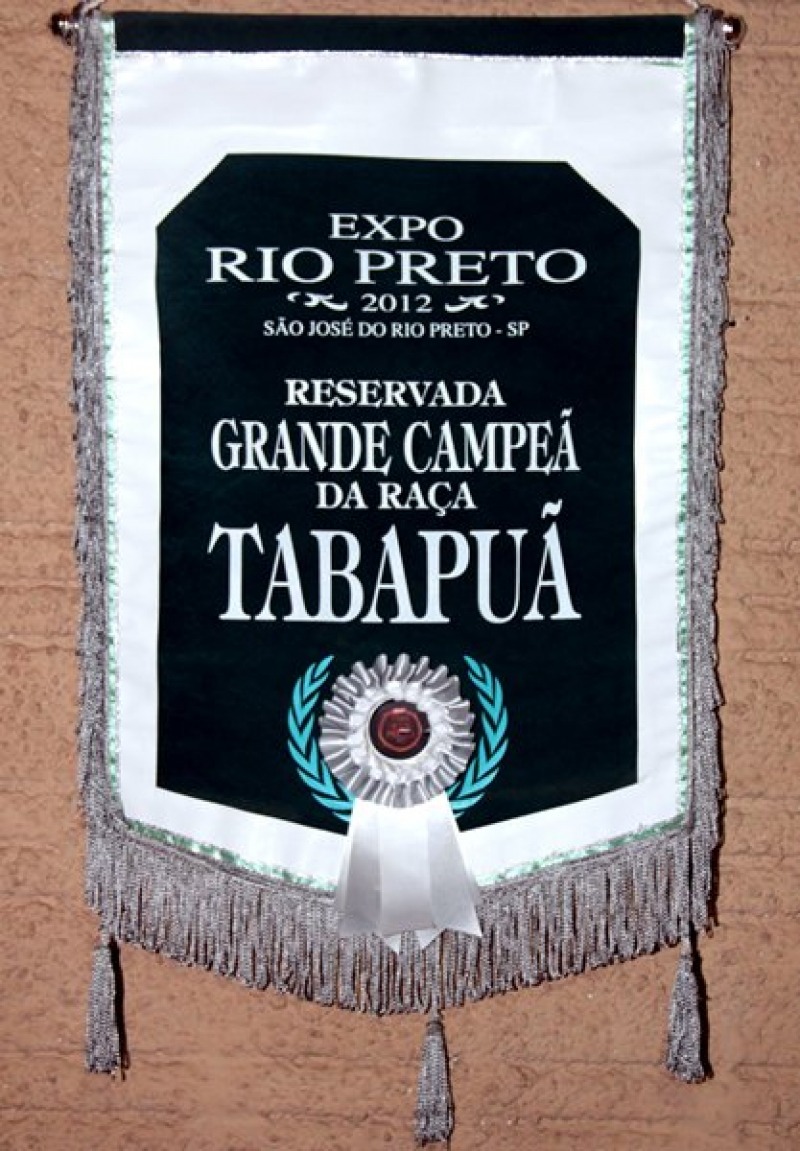 EXPO
RIO PRETO
2012
SÃO JOSÉ DO RIO PRETO - SP
RESERVADA
GRANDE CAMPEÃ
DA RAÇA
TABAPUÃ